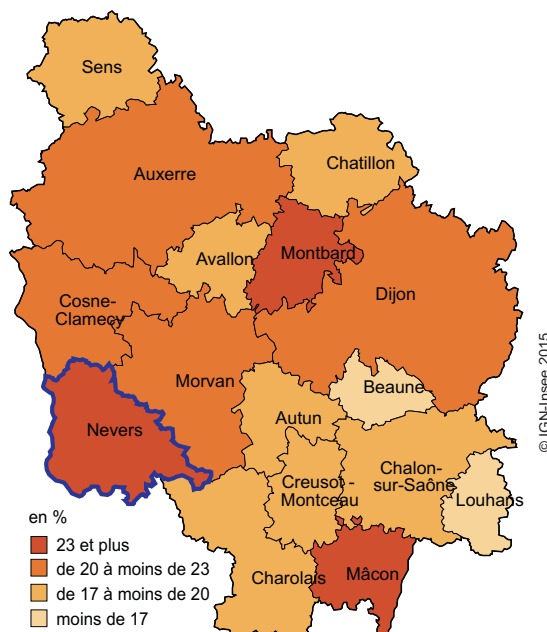 Sens
Auxerre
Chatillon
Avallon
Montbard
Dijon
Cosne-
Clamecy
Morvan
Beaune
Nevers
Autun
Creusot -
Montceau
Chalon-
sur-Saône
Louhans
Charolais
Mâcon
en %
23 et plus
de 20 à moins de 23
de 17 à moins de 20
moins de 17
© IGN-Insee 2015